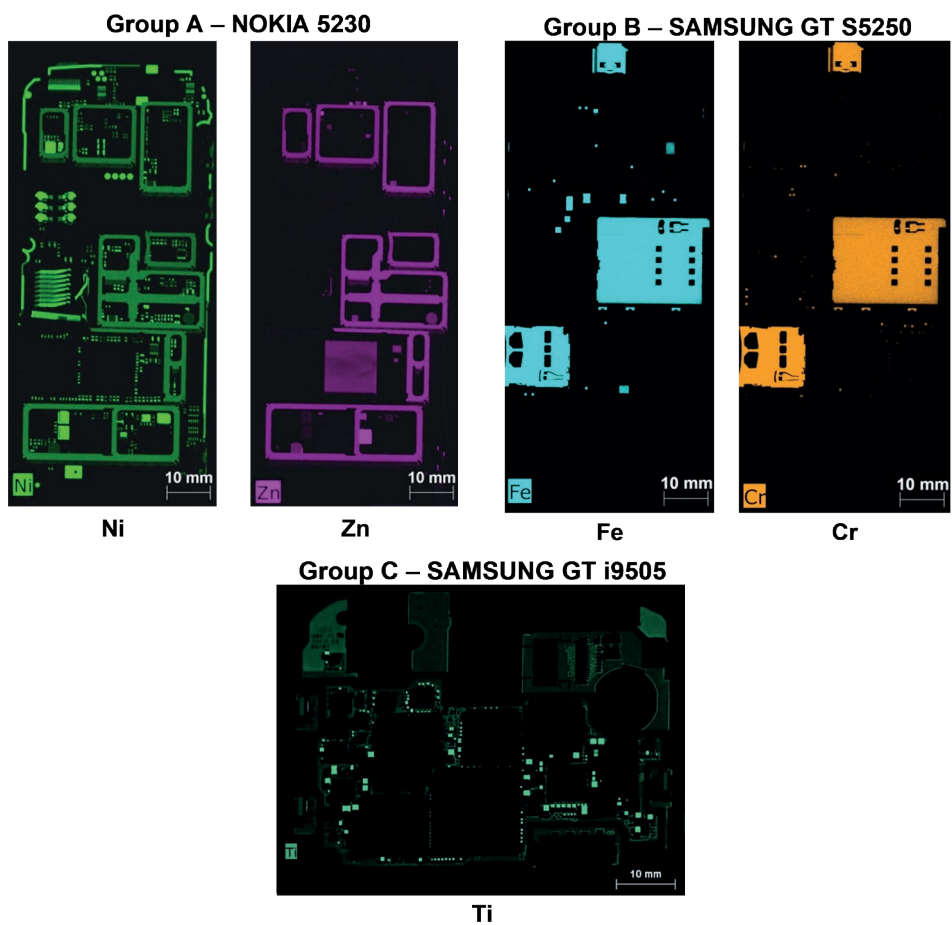 Group A – NOKIA 5230
Group B – SAMSUNG GT S5250
Ni
10 mm
Zn
10 mm
Fe
10 mm
Cr
10 mm
Ni
Zn
Fe
Cr
Group C – SAMSUNG GT i9505
Ti
10 mm
Ti